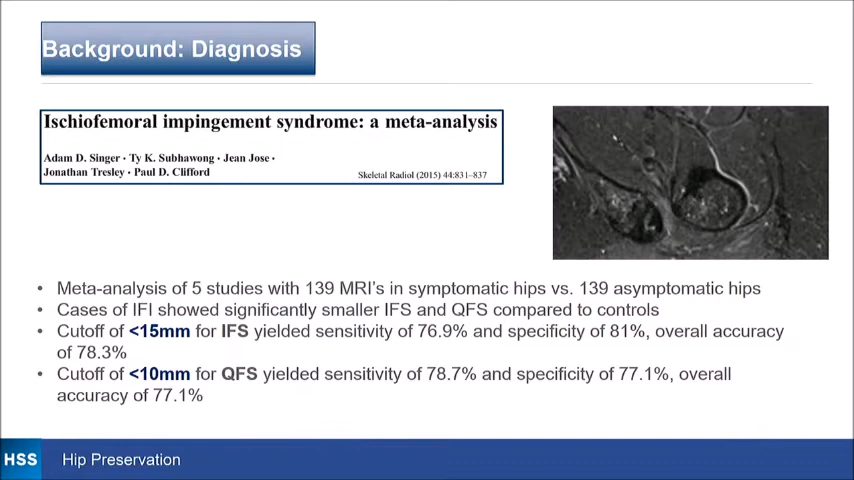 Background: Diagnosis
Ischiofemoral impingement syndrome: a meta-analysis
Adam D. Singer · Ty K. Subhawong · Jean Jose ·
Jonathan Tresley · Paul D. Clifford
Skeletal Radiol (2015) 44:831–837
• Meta-analysis of 5 studies with 139 MRI's in symptomatic hips vs. 139 asymptomatic hips
• Cases of IFI showed significantly smaller IFS and QFS compared to controls
• Cutoff of <15mm for IFS yielded sensitivity of 76.9% and specificity of 81%, overall accuracy
of 78.3%
• Cutoff of <10mm for QFS yielded sensitivity of 78.7% and specificity of 77.1%, overall
accuracy of 77.1%
HSS Hip Preservation